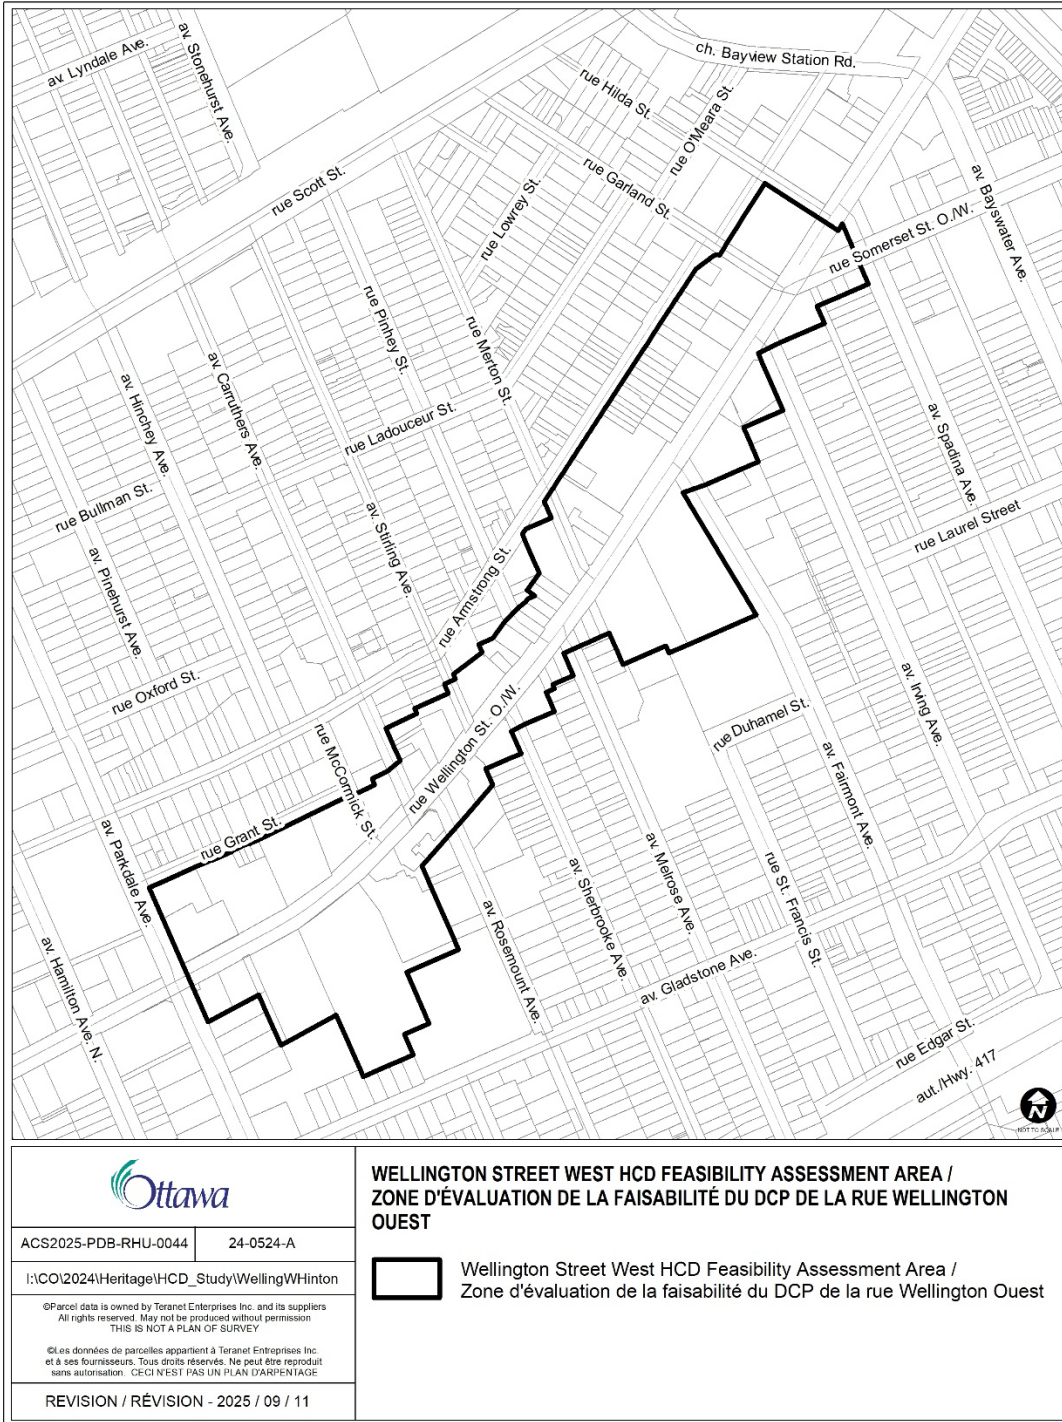 av. Lyndale Ave.
av. Stonehurst Ave.
ch. Bayview Station Rd.
rue Hilda St.
rue O'Meara St.
rue Scott St.
rue Garland St.
av. Bayswater Ave.
rue Lowrey St.
rue Somerset St. O./W.
rue Pinhey St.
rue Merton St.
av. Carruthers Ave.
av. Hinchey Ave.
rue Ladouceur St.
av. Spadina Ave.
rue Bullman St.
av. Stirling Ave.
rue Laurel Street
rue Armstrong St.
av. Pinehurst Ave.
rue Oxford St.
av. Irving Ave.
rue Wellington St. O./W.
rue Duhamel St.
rue McCormick St.
av. Fairmont Ave.
rue Grant St.
av. Parkdale Ave.
av. Melrose Ave.
rue St. Francis St.
av. Sherbrooke Ave.
av. Rosemount Ave.
av. Hamilton Ave. N.
av. Gladstone Ave.
rue Edgar St.
aut./Hwy. 417
N
NOT TO SCALE
Ottawa
ACS2025-PDB-RHU-0044
24-0524-A
I:\CO\2024\Heritage\HCD_Study\WellingWHinton
©Parcel data is owned by Teranet Enterprises Inc. and its suppliers
All rights reserved. May not be produced without permission
THIS IS NOT A PLAN OF SURVEY
©Les données de parcelles appartient à Teranet Entreprises Inc.
et à ses fournisseurs. Tous droits réservés. Ne peut être reproduit
sans autorisation. CECI N'EST PAS UN PLAN D'ARPENTAGE
REVISION / RÉVISION - 2025 / 09 / 11
WELLINGTON STREET WEST HCD FEASIBILITY ASSESSMENT AREA /
ZONE D'ÉVALUATION DE LA FAISABILITÉ DU DCP DE LA RUE WELLINGTON
OUEST
Wellington Street West HCD Feasibility Assessment Area /
Zone d'évaluation de la faisabilité du DCP de la rue Wellington Ouest